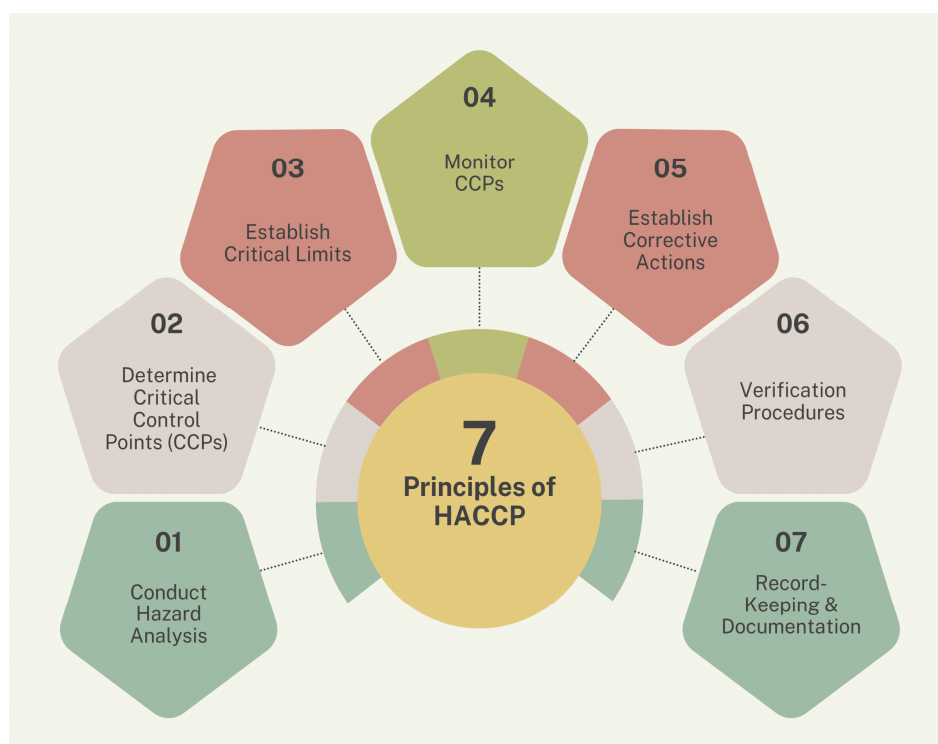 7
Principles of
HACCP
01
Conduct
Hazard
Analysis
02
Determine
Critical
Control
Points (CCPs)
03
Establish
Critical Limits
04
Monitor
CCPs
05
Establish
Corrective
Actions
06
Verification
Procedures
07
Record-
Keeping &
Documentation